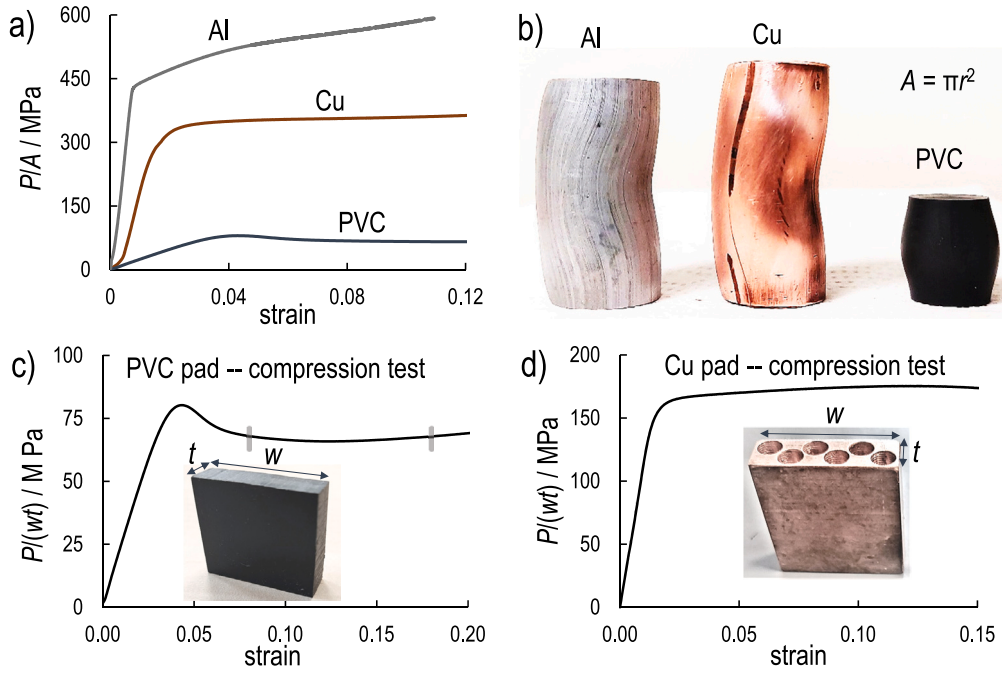 a)
P/A / MPa
600
450
300
150
0
Al
Cu
PVC
0
0.04
0.08
0.12
strain
b)
Al
Cu
A = πr²
PVC
c)
PVC pad -- compression test
P/(wt) / M Pa
100
75
50
25
0
t
w
0.00
0.05
0.10
0.15
0.20
strain
d)
Cu pad -- compression test
P/(wt) / MPa
200
150
100
50
0
w
t
0.00
0.05
0.10
0.15
strain